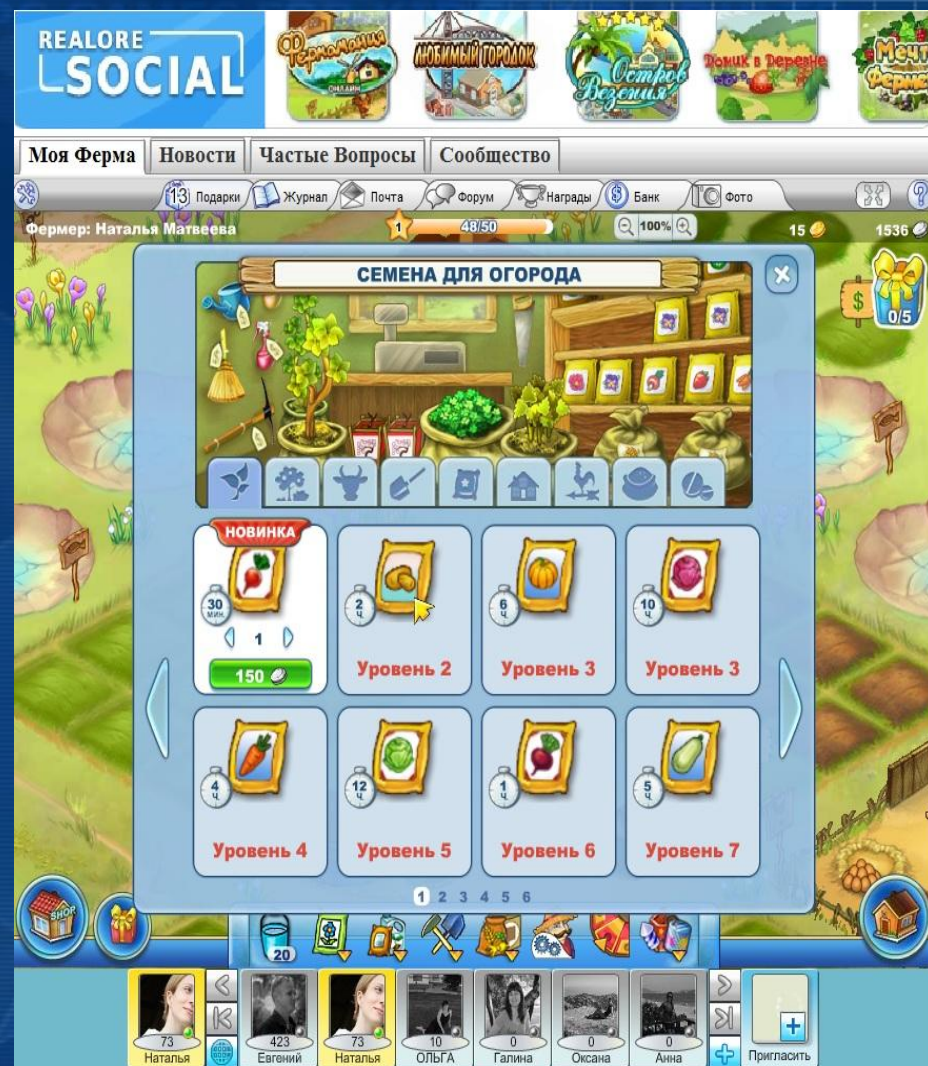 REALORE
SOCIAL
Фермомания
ОНЛАЙН
ЛЮБИМЫЙ ГОРОДОК
Остров
Везения
Домик в Деревне
Моя Ферма Новости Частые Вопросы Сообщество
13 Подарки Журнал Почта Форум Награды Банк Фото
Фермер: Наталья Матвеева 1 48/50 100% 15 1536
СЕМЕНА ДЛЯ ОГОРОДА
$ 0/5
НОВИНКА
30 МИН. 2 Ч. 6 Ч. 10 Ч.
1
150 Уровень 2 Уровень 3 Уровень 3
4 Ч. 12 Ч. 1 Ч. 5 Ч.
Уровень 4 Уровень 5 Уровень 6 Уровень 7
1 2 3 4 5 6
SHOP
20
73 423 73 10 0 0 0
Наталья Евгений Наталья ОЛЬГА Галина Оксана Анна Пригласить